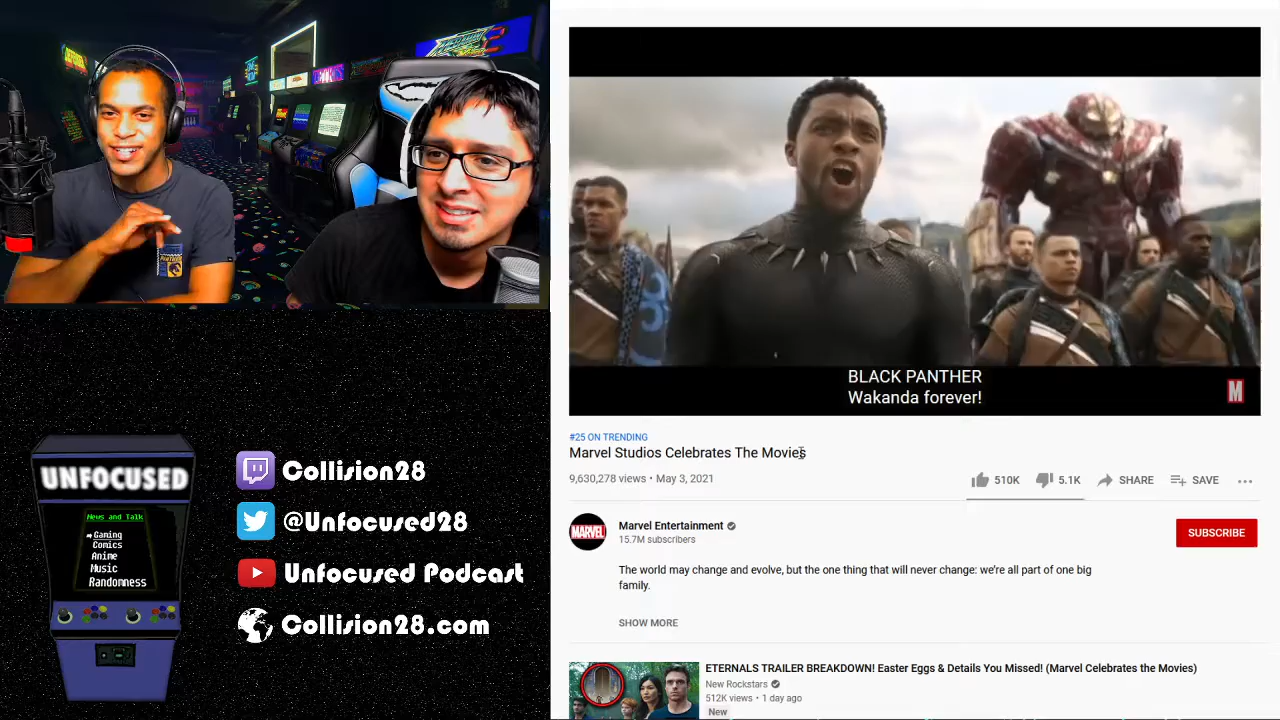 BLACK PANTHER
Wakanda forever!
M
#25 ON TRENDING
Marvel Studios Celebrates The Movies
9,630,278 views • May 3, 2021
510K
5.1K
SHARE
SAVE
MARVEL
Marvel Entertainment
15.7M subscribers
SUBSCRIBE
The world may change and evolve, but the one thing that will never change: we're all part of one big
family.
SHOW MORE
ETERNALS TRAILER BREAKDOWN! Easter Eggs & Details You Missed! (Marvel Celebrates the Movies)
New Rockstars
512K views • 1 day ago
New
UNFOCUSED
News and Talk
Gaming
Comics
Anime
Music
Randomness
Collision28
@Unfocused28
Unfocused Podcast
Collision28.com